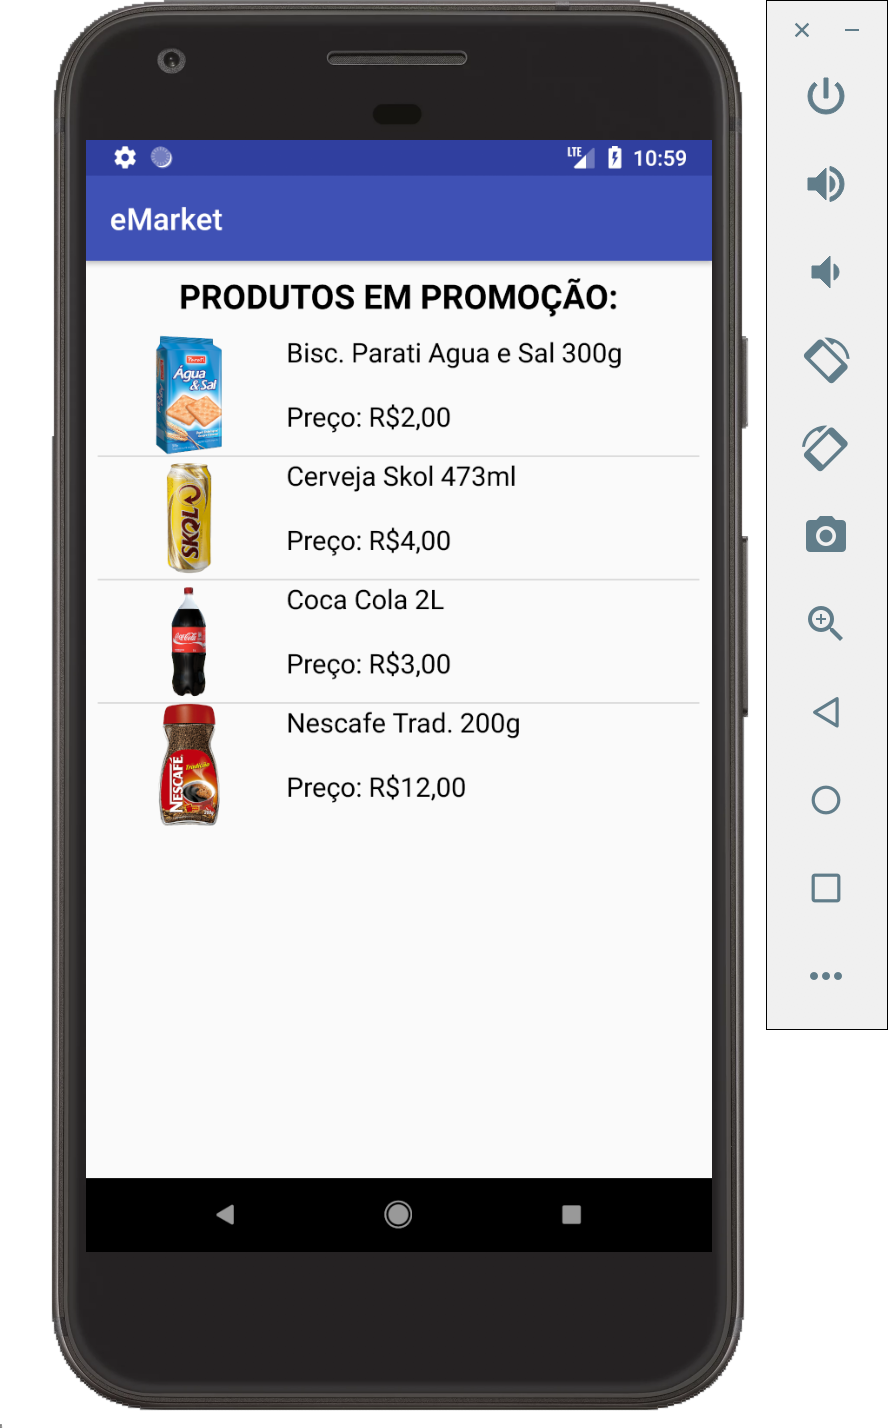 LTE 10:59
eMarket
PRODUTOS EM PROMOÇÃO:
Parati
Água
& Sal
Bisc. Parati Agua e Sal 300g
Preço: R$2,00
SKOL
Cerveja Skol 473ml
Preço: R$4,00
Coca-Cola
Coca Cola 2L
Preço: R$3,00
NESCAFÉ
Tradição
Nescafe Trad. 200g
Preço: R$12,00